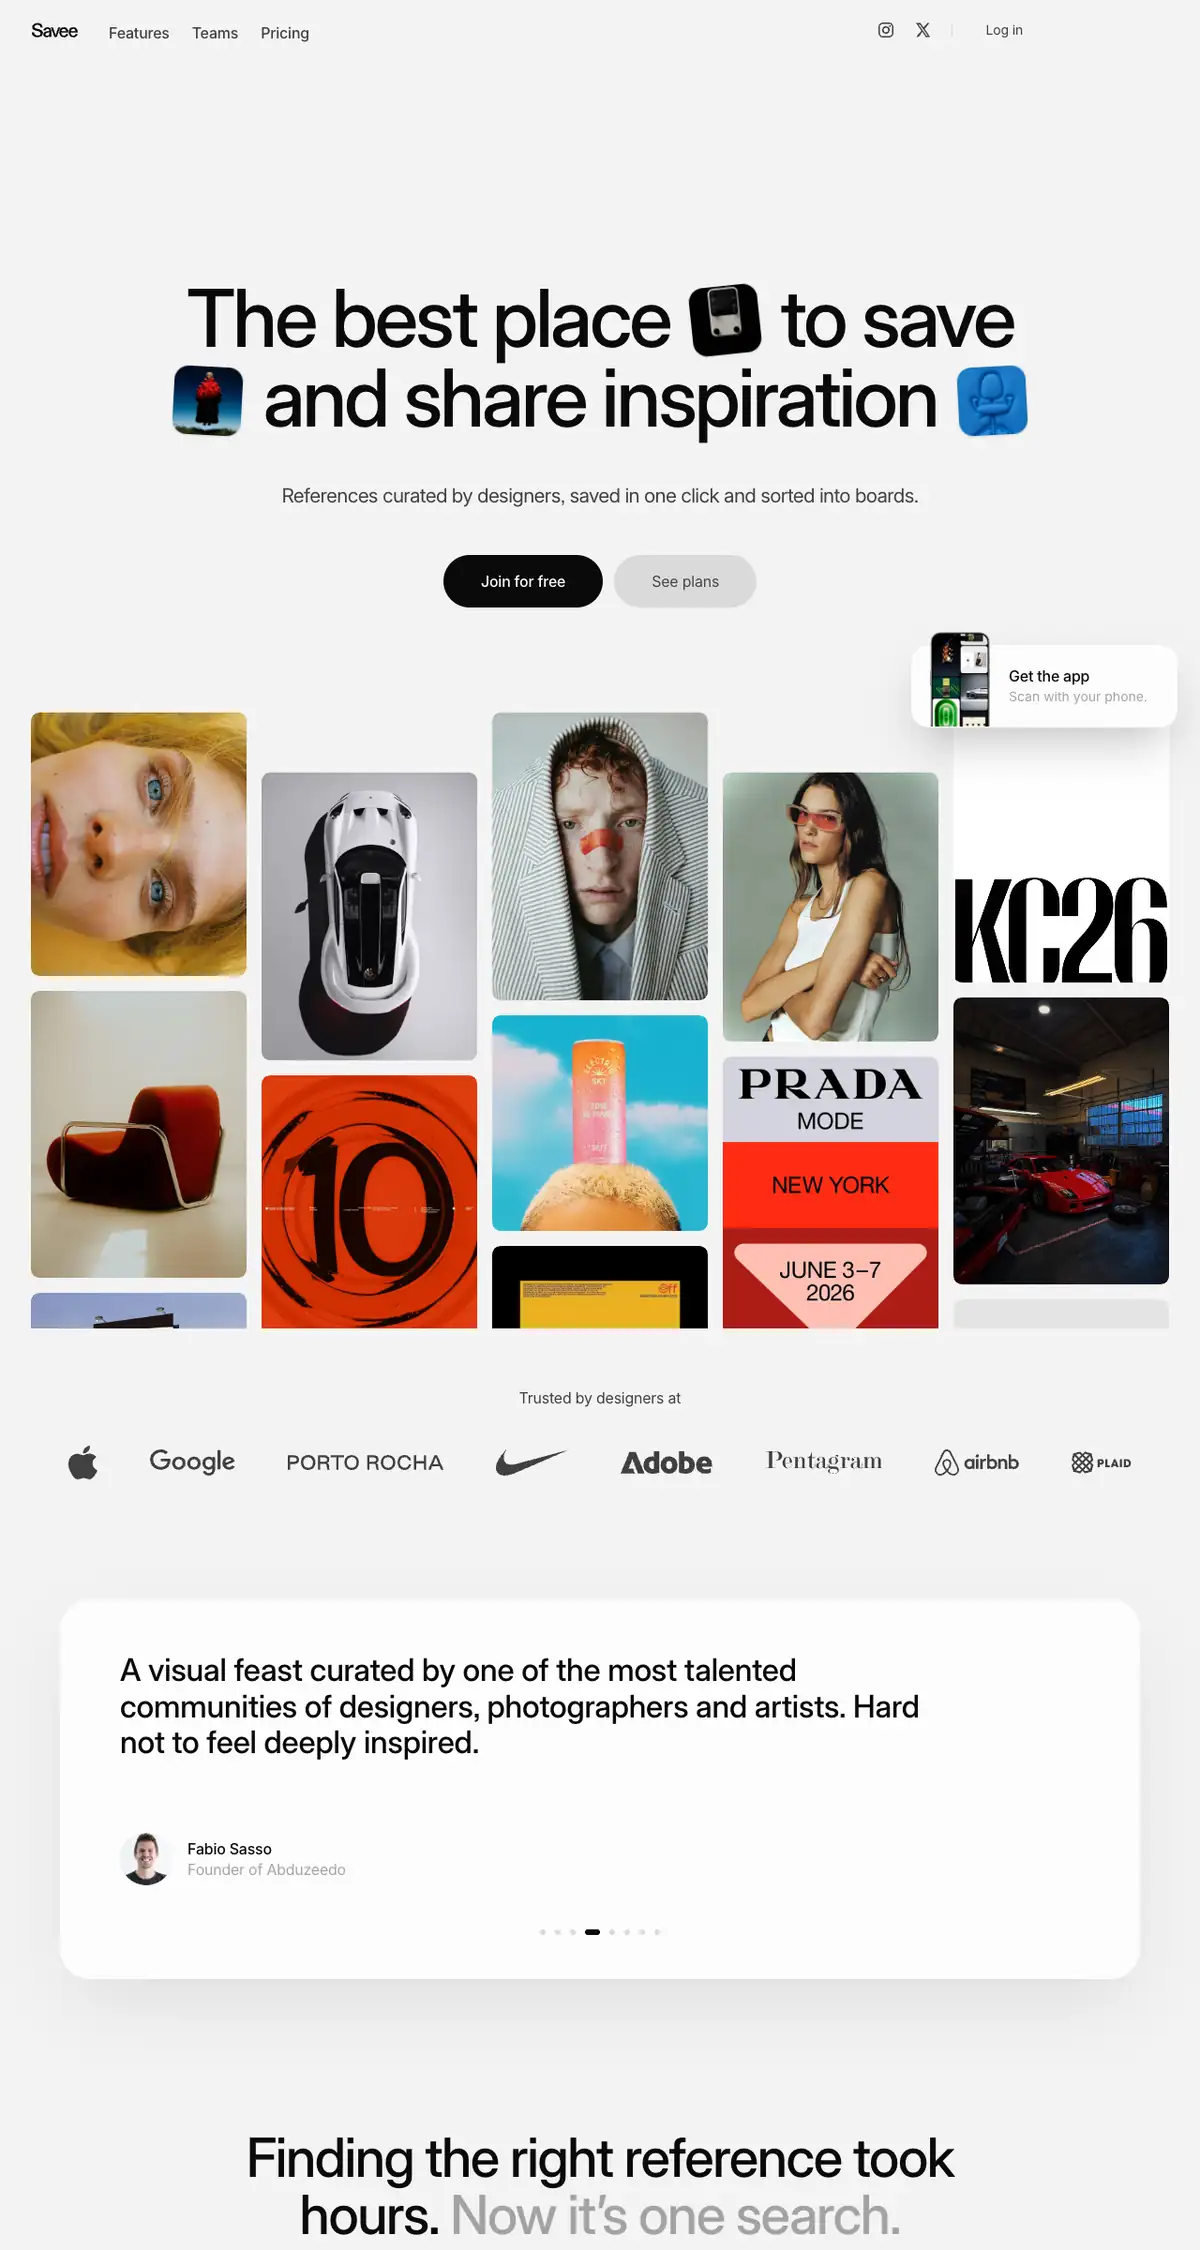 Savee
Features
Teams
Pricing
Log in
The best place to save
and share inspiration
References curated by designers, saved in one click and sorted into boards.
Join for free
See plans
Get the app
Scan with your phone.
KC26
10
SKY
PRADA
MODE
NEW YORK
JUNE 3–7
2026
Trusted by designers at
Google
PORTO ROCHA
Adobe
Pentagram
airbnb
PLAID
A visual feast curated by one of the most talented
communities of designers, photographers and artists. Hard
not to feel deeply inspired.
Fabio Sasso
Founder of Abduzeedo
Finding the right reference took
hours. Now it’s one search.